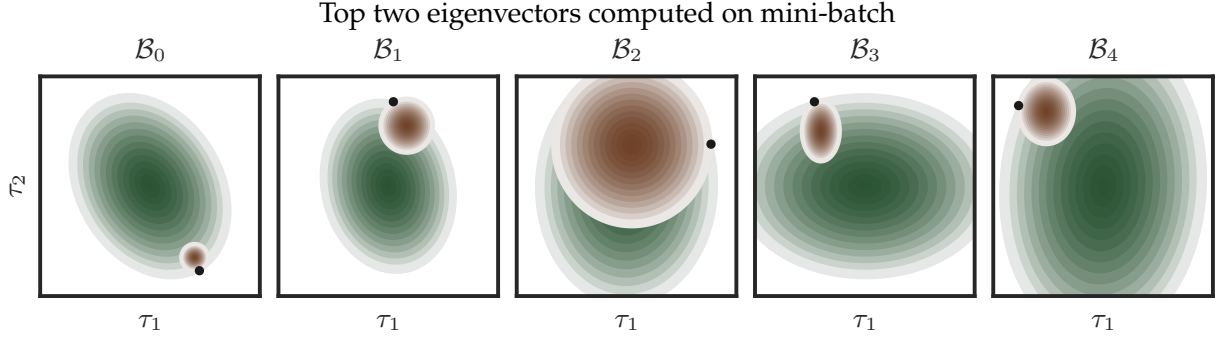 Top two eigenvectors computed on mini-batch
𝓑₀ 𝓑₁ 𝓑₂ 𝓑₃ 𝓑₄
τ₂
τ₁ τ₁ τ₁ τ₁ τ₁